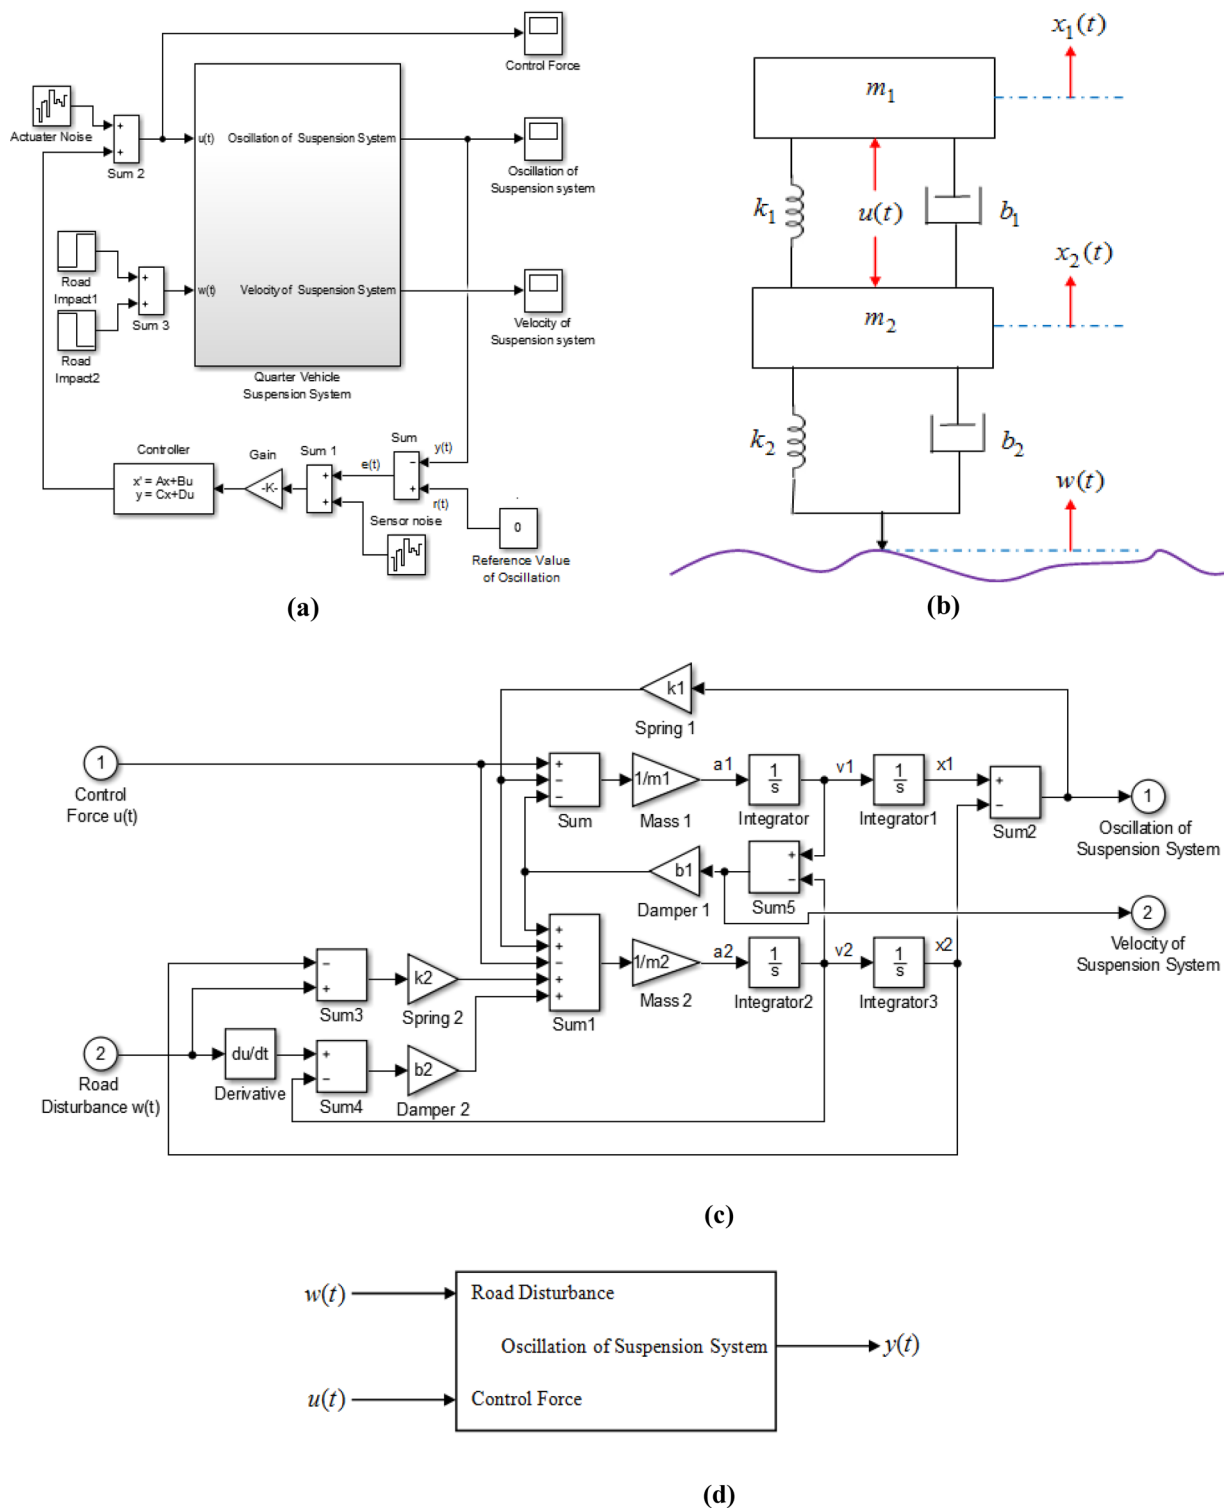 Control Force
Actuater Noise
+
+
Sum 2
u(t)
Oscillation of Suspension System
Oscillation of
Suspension system
Road
Impact1
+
+
Sum 3
w(t)
Velocity of Suspension System
Velocity of
Suspension system
Road
Impact2
Quarter Vehicle
Suspension System
Controller
x' = Ax+Bu
y = Cx+Du
Gain
-K-
Sum 1
+
+
e(t)
Sum
−
+
y(t)
r(t)
Sensor noise
0
Reference Value
of Oscillation
(a)
x₁(t)
m₁
k₁
u(t)
b₁
x₂(t)
m₂
k₂
b₂
w(t)
(b)
k1
Spring 1
1
Control
Force u(t)
+
−
−
Sum
1/m1
Mass 1
a1
1
s
Integrator
v1
1
s
Integrator1
x1
+
−
Sum2
1
Oscillation of
Suspension System
b1
Damper 1
+
−
Sum5
2
Velocity of
Suspension System
+
+
−
+
+
Sum1
1/m2
Mass 2
a2
1
s
Integrator2
v2
1
s
Integrator3
x2
−
+
Sum3
k2
Spring 2
2
Road
Disturbance w(t)
du/dt
Derivative
+
−
Sum4
b2
Damper 2
(c)
w(t)
Road Disturbance
Oscillation of Suspension System
y(t)
u(t)
Control Force
(d)